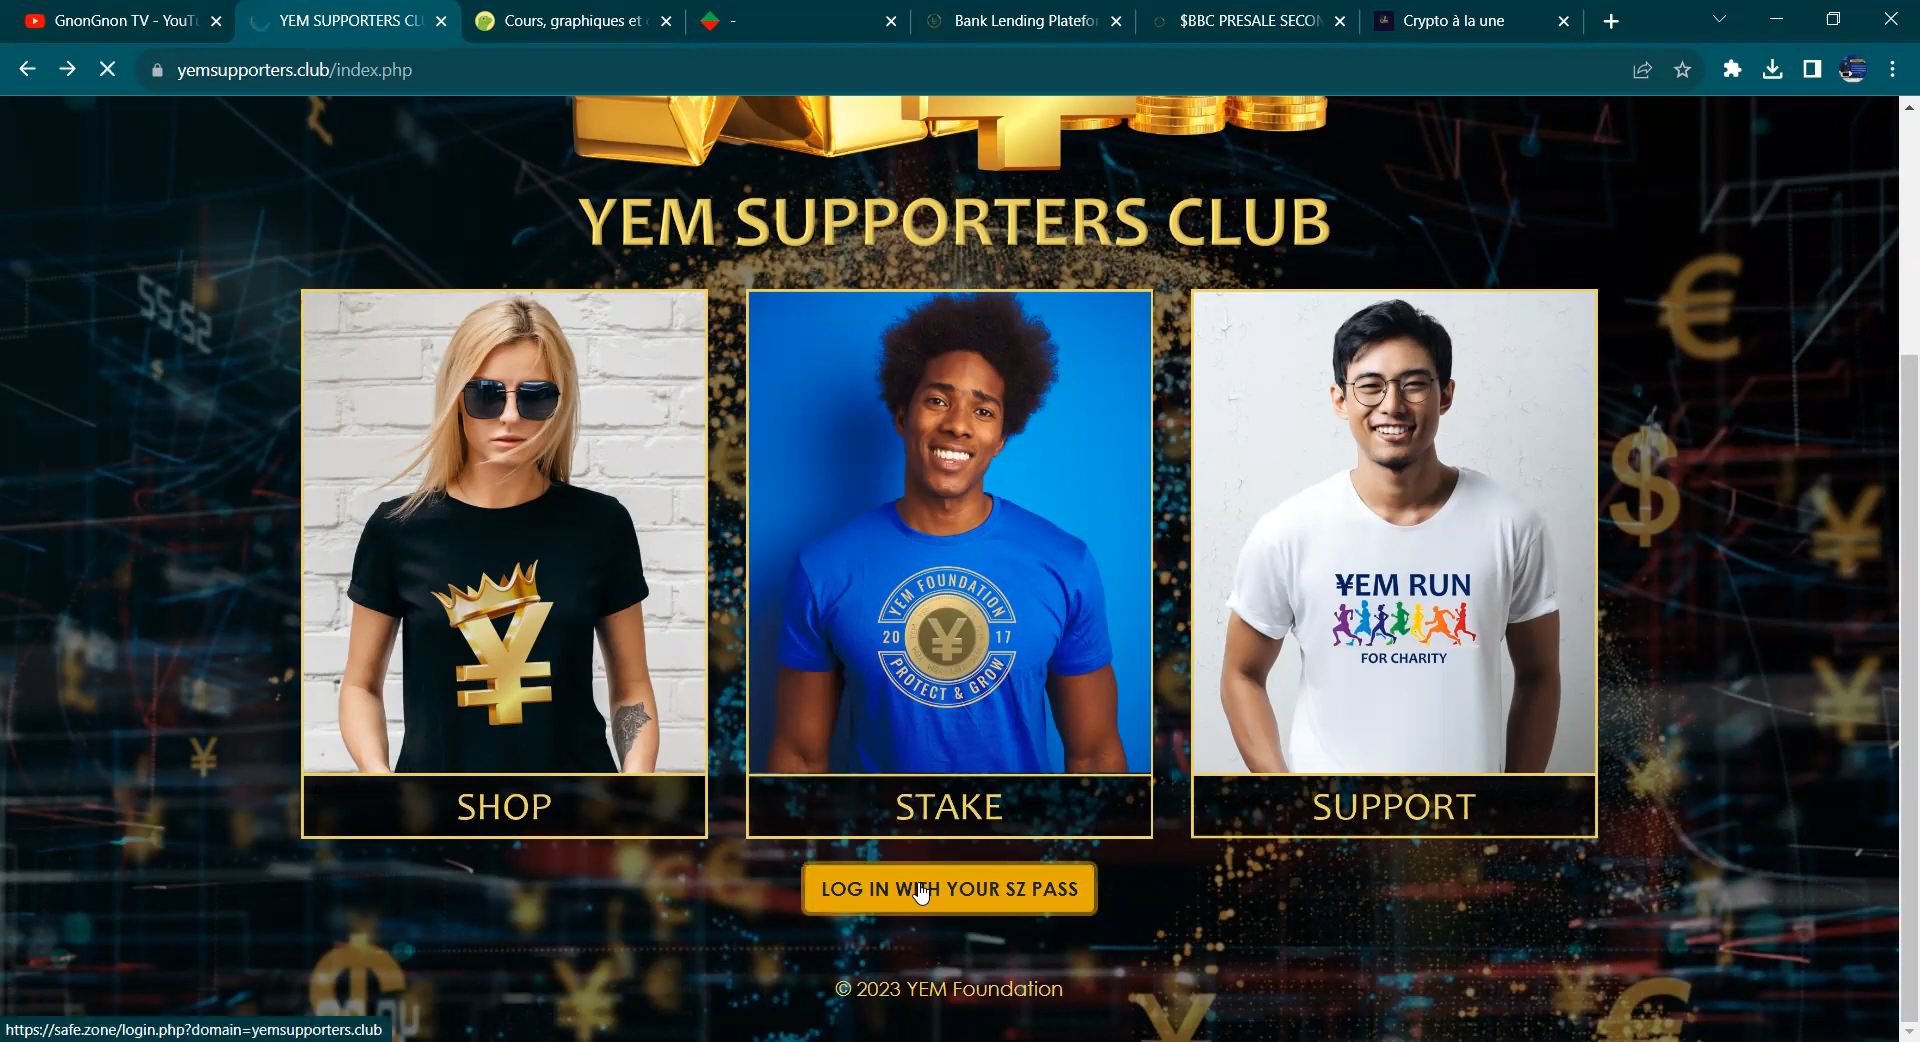 GnonGnon TV - YouTu
YEM SUPPORTERS CLU
Cours, graphiques et
-
Bank Lending Platefor
$BBC PRESALE SECON
Crypto à la une
yemsupporters.club/index.php
YEM SUPPORTERS CLUB
55.52
YEM FOUNDATION
20 17
PROTECT & GROW
¥EM RUN
FOR CHARITY
SHOP
STAKE
SUPPORT
LOG IN WITH YOUR SZ PASS
© 2023 YEM Foundation
https://safe.zone/login.php?domain=yemsupporters.club